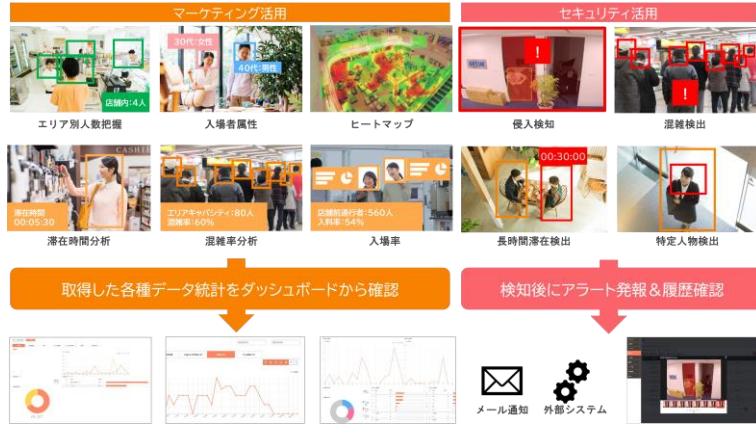 マーケティング活用
セキュリティ活用
30代:女性
40代:男性
店舗内:4人
!
!
エリア別人数把握
入場者属性
ヒートマップ
侵入検知
混雑検出
00:30:00
滞在時間
00:05:30
エリアキャパシティ:80人
混雑率:60%
店舗前通行者:560人
入料率:54%
滞在時間分析
混雑率分析
入場率
長時間滞在検出
特定人物検出
取得した各種データ統計をダッシュボードから確認
検知後にアラート発報&履歴確認
メール通知
外部システム